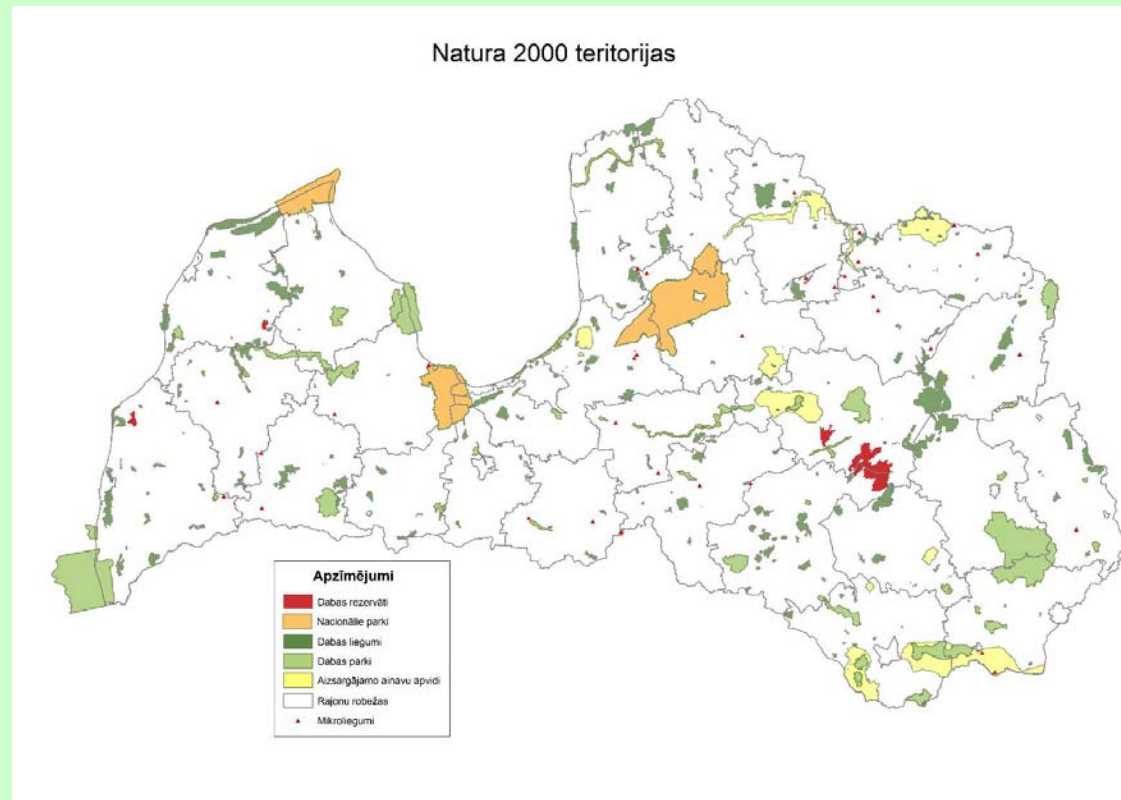 Natura 2000 teritorijas
Apzīmējumi
Dabas rezervāti
Nacionālie parki
Dabas liegumi
Dabas parki
Aizsargājamo ainavu apvidi
Rajonu robežas
Mikroliegumi